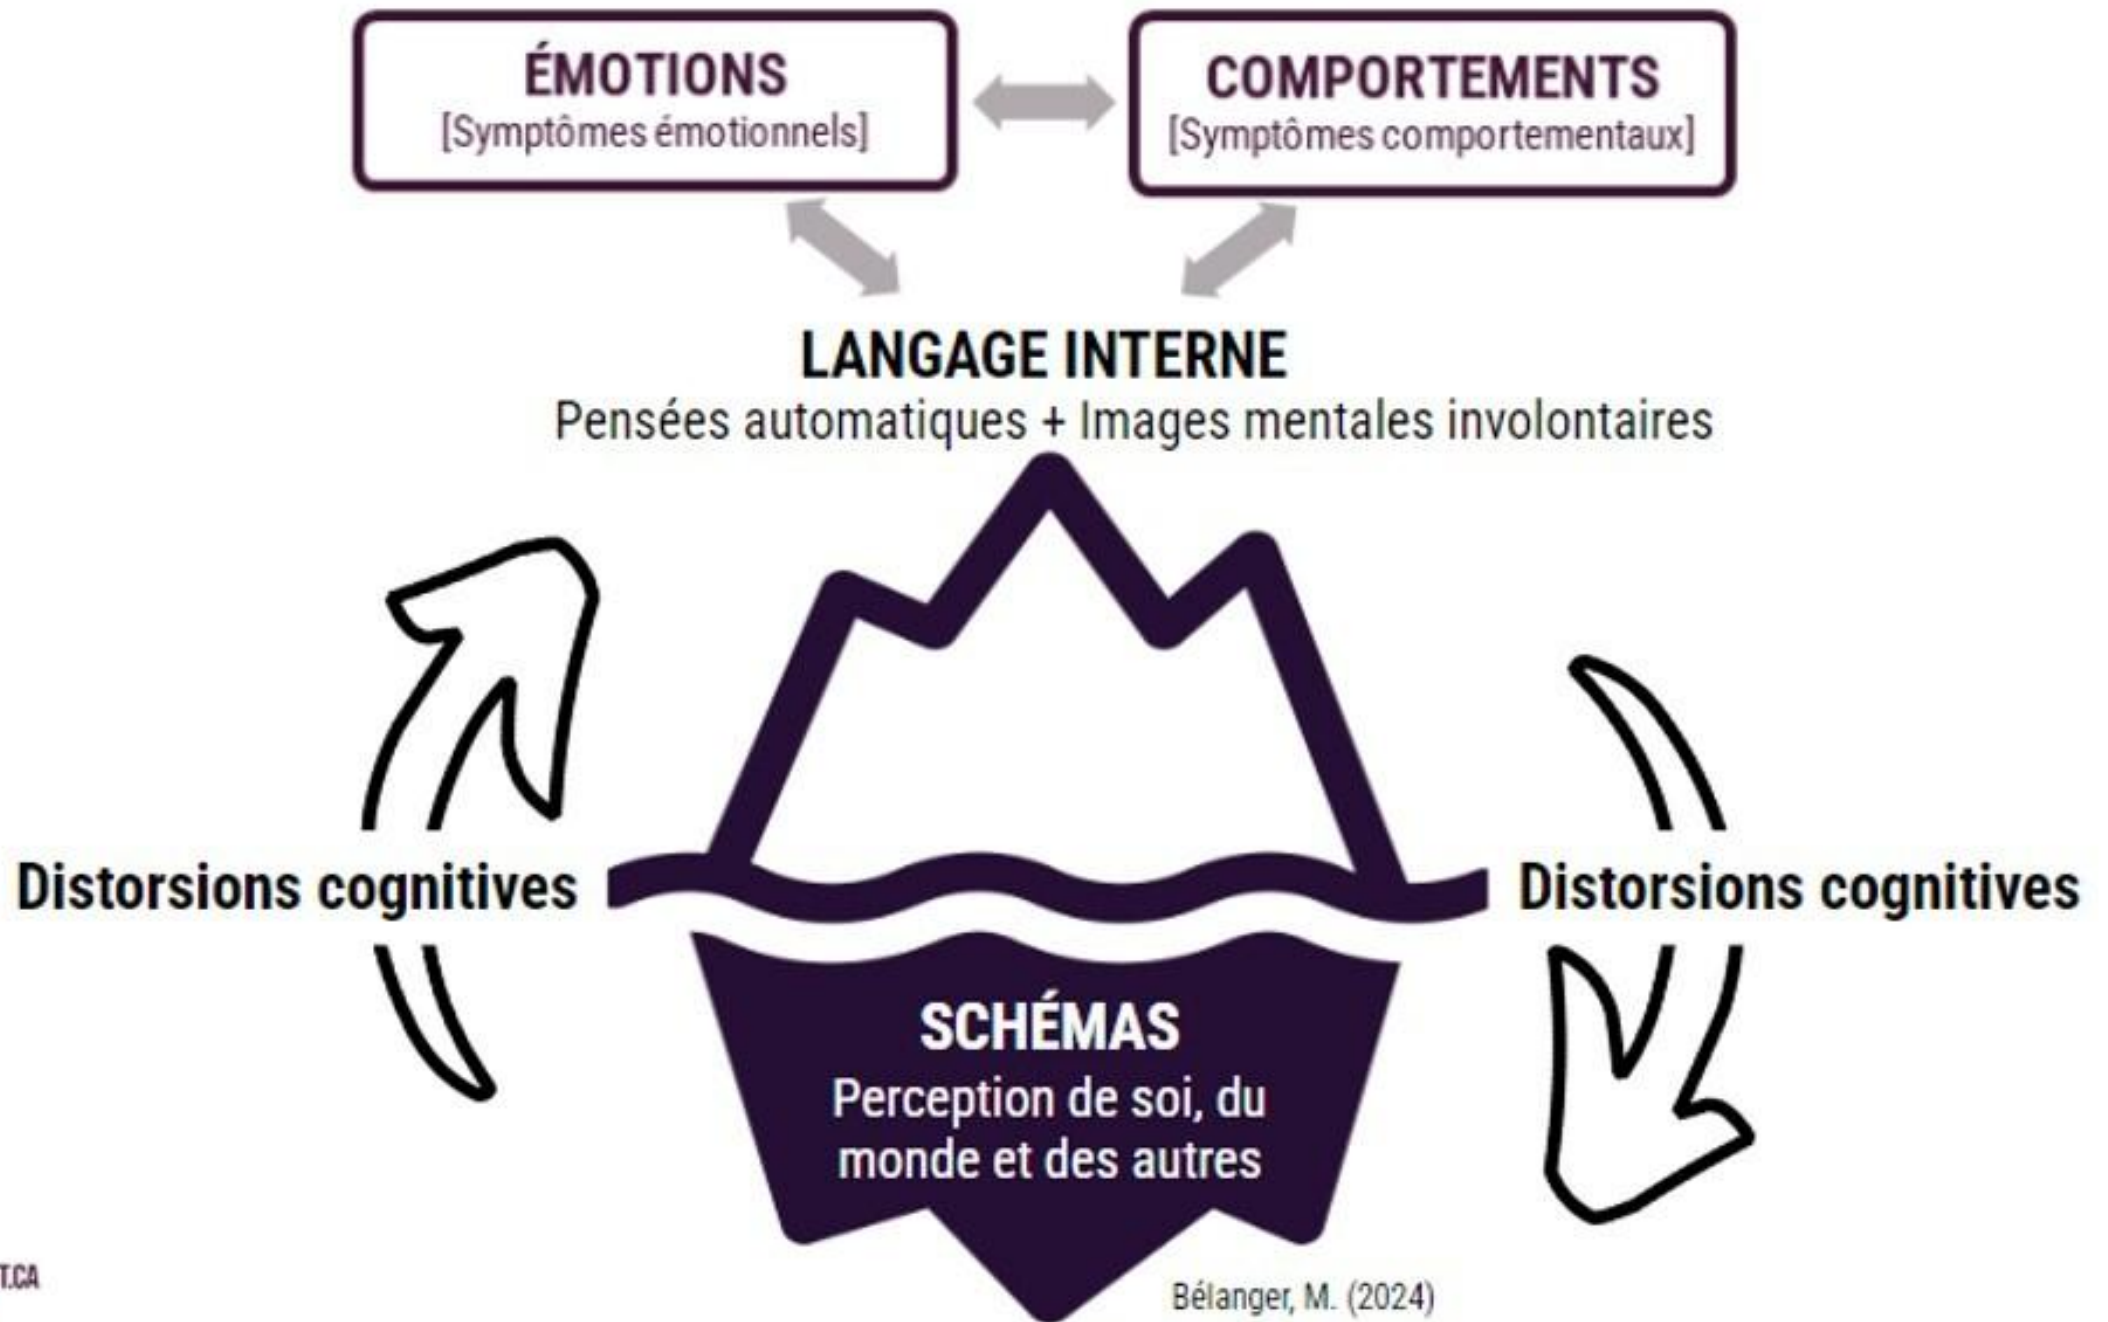 ÉMOTIONS
[Symptômes émotionnels]
COMPORTEMENTS
[Symptômes comportementaux]
LANGAGE INTERNE
Pensées automatiques + Images mentales involontaires
Distorsions cognitives
Distorsions cognitives
SCHÉMAS
Perception de soi, du
monde et des autres
T.CA
Bélanger, M. (2024)